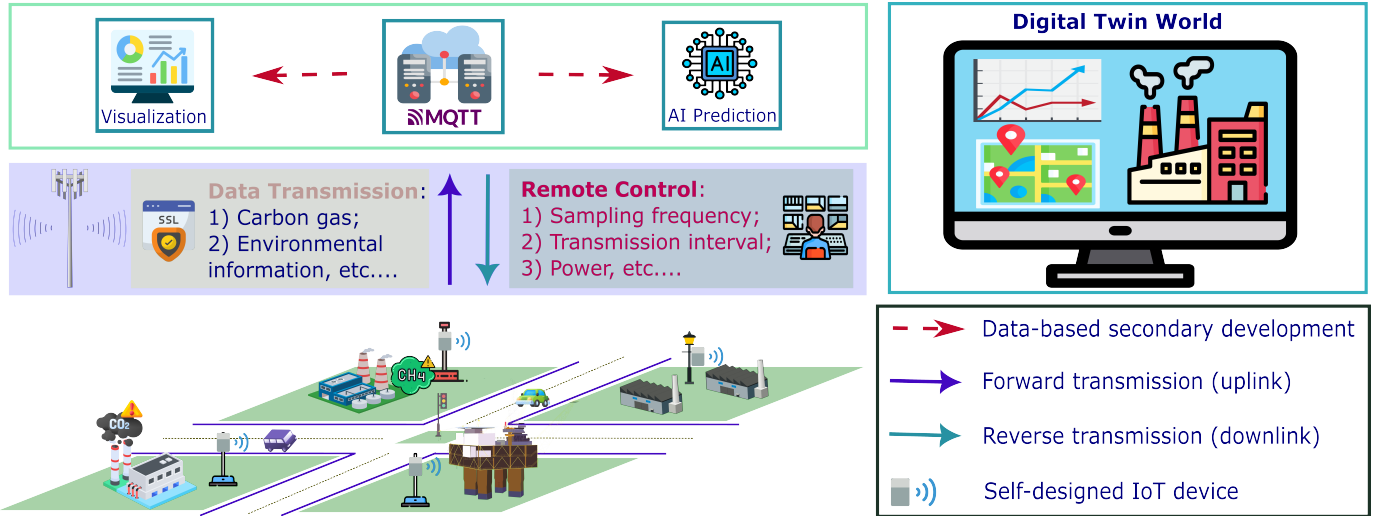 Visualization
MQTT
AI
AI Prediction
Digital Twin World
SSL
Data Transmission:
1) Carbon gas;
2) Environmental
information, etc....
Remote Control:
1) Sampling frequency;
2) Transmission interval;
3) Power, etc....
CH4
CO2
Data-based secondary development
Forward transmission (uplink)
Reverse transmission (downlink)
Self-designed IoT device